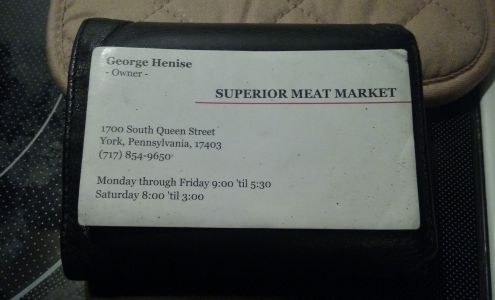 George Henise
- Owner -
SUPERIOR MEAT MARKET
1700 South Queen Street
York, Pennsylvania, 17403
(717) 854-9650
Monday through Friday 9:00 'til 5:30
Saturday 8:00 'til 3:00